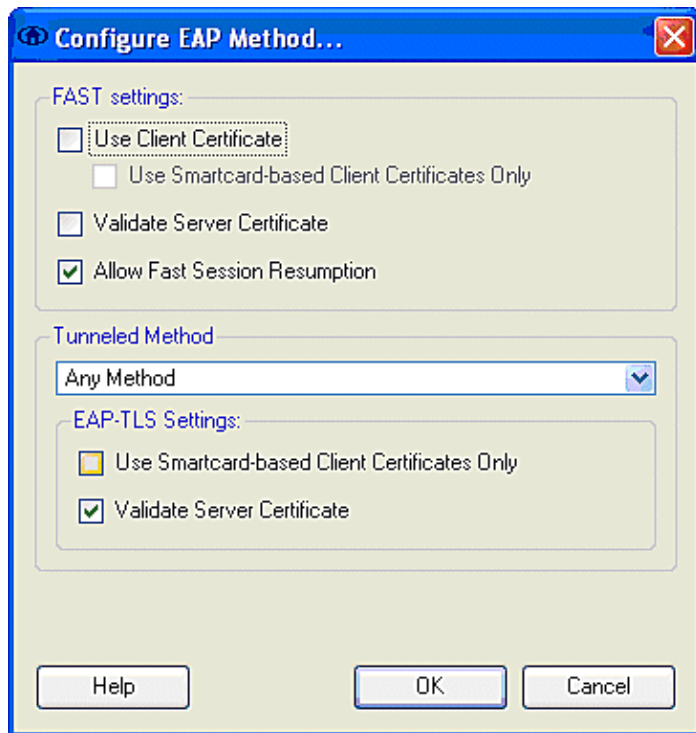 Configure EAP Method...
FAST settings:
Use Client Certificate
Use Smartcard-based Client Certificates Only
Validate Server Certificate
Allow Fast Session Resumption
Tunneled Method
Any Method
EAP-TLS Settings:
Use Smartcard-based Client Certificates Only
Validate Server Certificate
Help OK Cancel